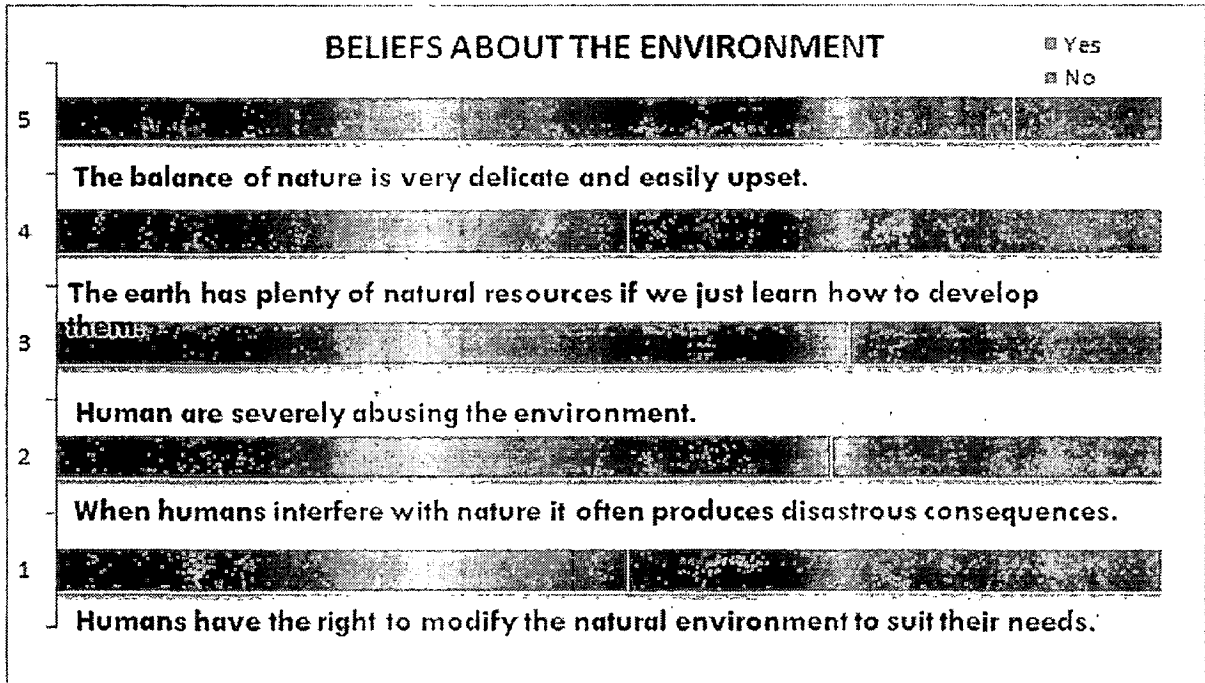 BELIEFS ABOUT THE ENVIRONMENT
Yes
No
5
The balance of nature is very delicate and easily upset.
4
The earth has plenty of natural resources if we just learn how to develop
them.
3
Human are severely abusing the environment.
2
When humans interfere with nature it often produces disastrous consequences.
1
Humans have the right to modify the natural environment to suit their needs.